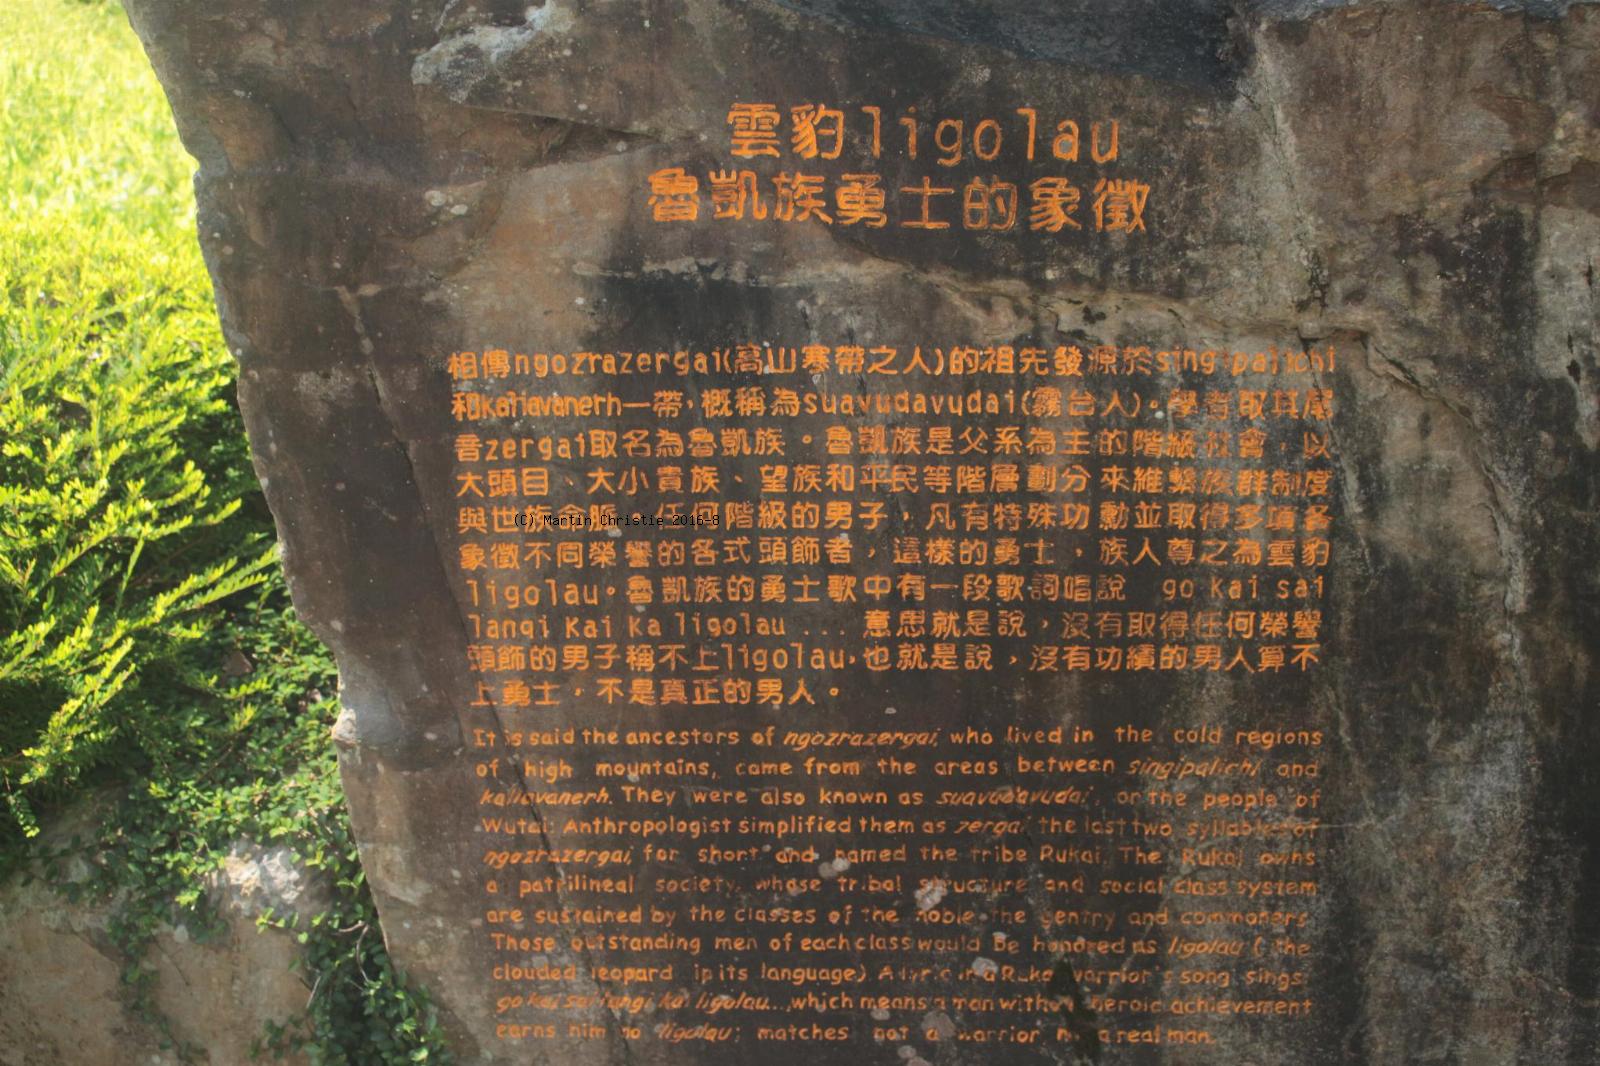 雲豹ligolau
魯凱族勇士的象徵
相傳ngozrazergai(高山寒帶之人)的祖先發源於singipalichi
和kaliavanerh一帶，概稱為suavudavudai(霧台人)。學者取其尾
音zergai取名為魯凱族。魯凱族是父系為主的階級社會，以
大頭目、大小貴族、望族和平民等階層劃分來維繫族群制度
與世 命 任何階級的男子，凡有特殊功勳並取得多項各
象徵不同榮譽的各式頭飾者，這樣的勇士，族人尊之為雲豹
ligolau。魯凱族的勇士歌中有一段歌詞唱說 go kai sai
langi kai ka ligolau ... 意思就是說，沒有取得任何榮譽
頭飾的男子稱不上ligolau，也就是說，沒有功績的男人算不
上勇士，不是真正的男人。
(C) Martin Christie 2016-8
It is said the ancestors of ngozrazergai, who lived in the cold regions
of high mountains, came from the areas between singipalichi and
kaliavanerh. They were also known as suavudavudai, or the people of
Wutai. Anthropologist simplified them as zergai, the last two syllables of
ngozrazergai, for short and named the tribe Rukai. The Rukai owns
a patrilineal society, whose tribal structure and social class system
are sustained by the classes of the noble, the gentry and commoners.
Those outstanding men of each class would be honored as ligolau (the
clouded leopard in its language). A lyric in a Rukai warrior's song sings
go kai sai langi kai ligolau..., which means a man without heroic achievement
earns him no ligolau; matches not a warrior a real man.